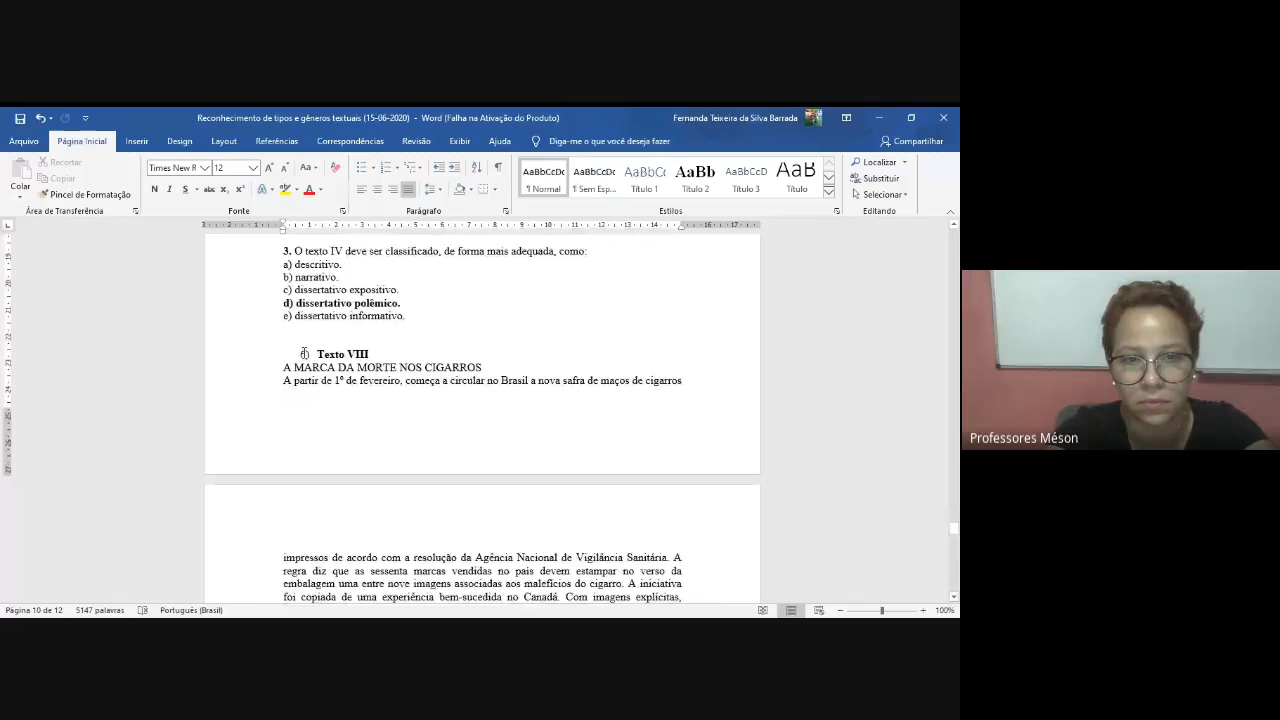 Reconhecimento de tipos e gêneros textuais (15-06-2020) - Word (Falha na Ativação do Produto)
Fernanda Teixeira da Silva Barrada
Arquivo Página Inicial Inserir Design Layout Referências Correspondências Revisão Exibir Ajuda Diga-me o que você deseja fazer Compartilhar
Colar
Recortar
Copiar
Pincel de Formatação
Área de Transferência
Times New R 12
N I S abc x₂ x²
Fonte
Parágrafo
AaBbCcDc AaBbCcDc AaBbCc AaBb AaBbCcD AaB
¶ Normal ¶ Sem Esp... Título 1 Título 2 Título 3 Título
Estilos
Localizar
Substituir
Selecionar
Editando
3. O texto IV deve ser classificado, de forma mais adequada, como:
a) descritivo.
b) narrativo.
c) dissertativo expositivo.
d) dissertativo polêmico.
e) dissertativo informativo.
Texto VIII
A MARCA DA MORTE NOS CIGARROS
A partir de 1º de fevereiro, começa a circular no Brasil a nova safra de maços de cigarros
impressos de acordo com a resolução da Agência Nacional de Vigilância Sanitária. A
regra diz que as sessenta marcas vendidas no país devem estampar no verso da
embalagem uma entre nove imagens associadas aos malefícios do cigarro. A iniciativa
foi copiada de uma experiência bem-sucedida no Canadá. Com imagens explícitas,
Página 10 de 12 5147 palavras Português (Brasil) 100%
Professores Méson